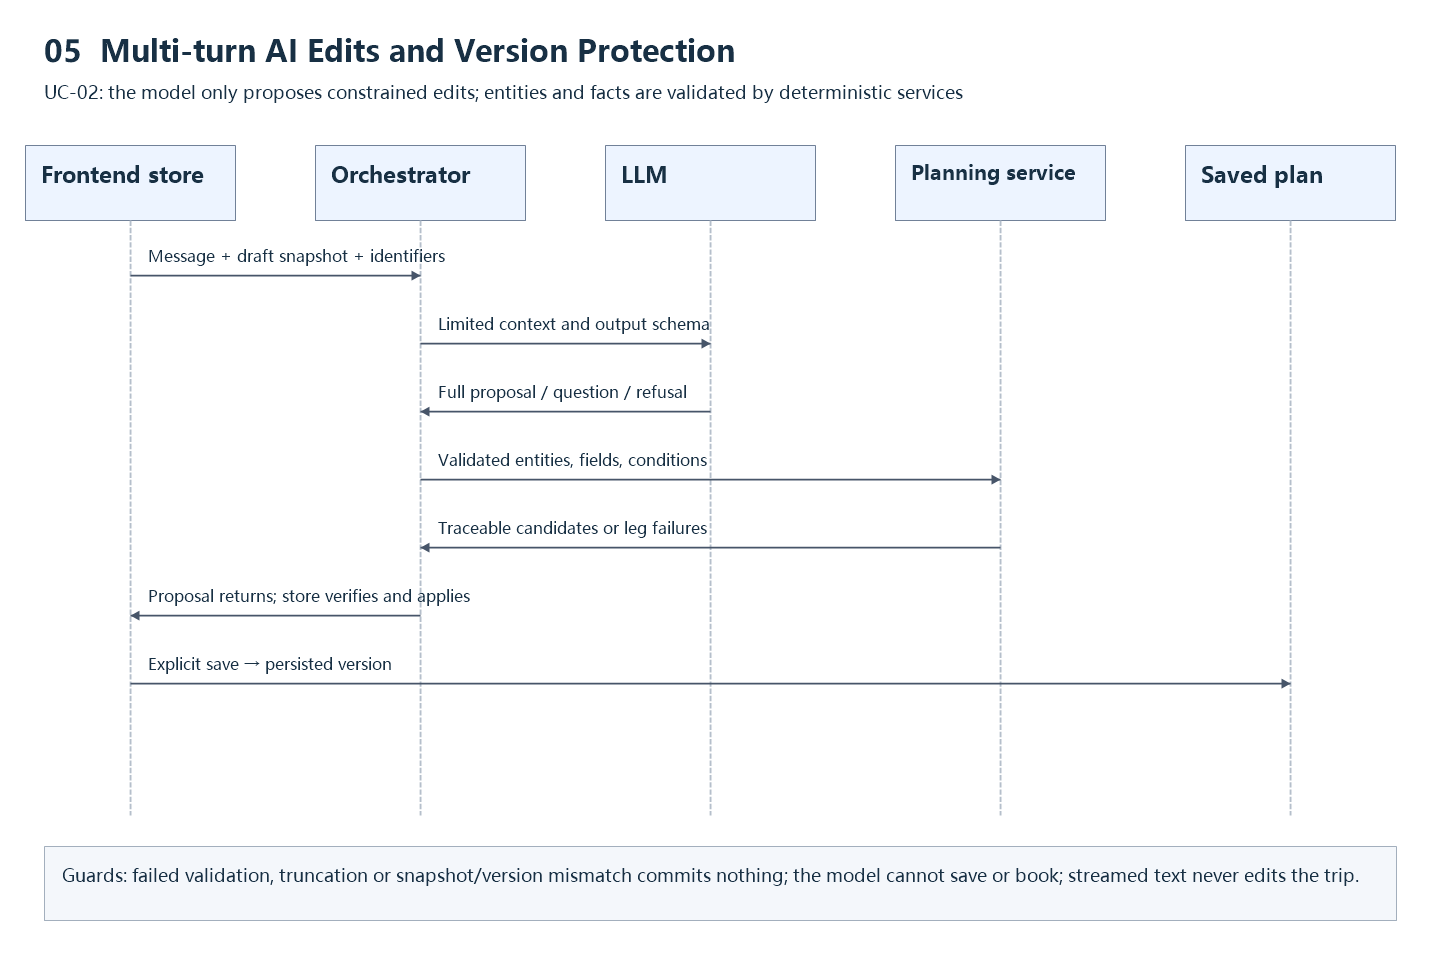 05 Multi-turn AI Edits and Version Protection
UC-02: the model only proposes constrained edits; entities and facts are validated by deterministic services
Frontend store
Orchestrator
LLM
Planning service
Saved plan
Message + draft snapshot + identifiers
Limited context and output schema
Full proposal / question / refusal
Validated entities, fields, conditions
Traceable candidates or leg failures
Proposal returns; store verifies and applies
Explicit save → persisted version
Guards: failed validation, truncation or snapshot/version mismatch commits nothing; the model cannot save or book; streamed text never edits the trip.